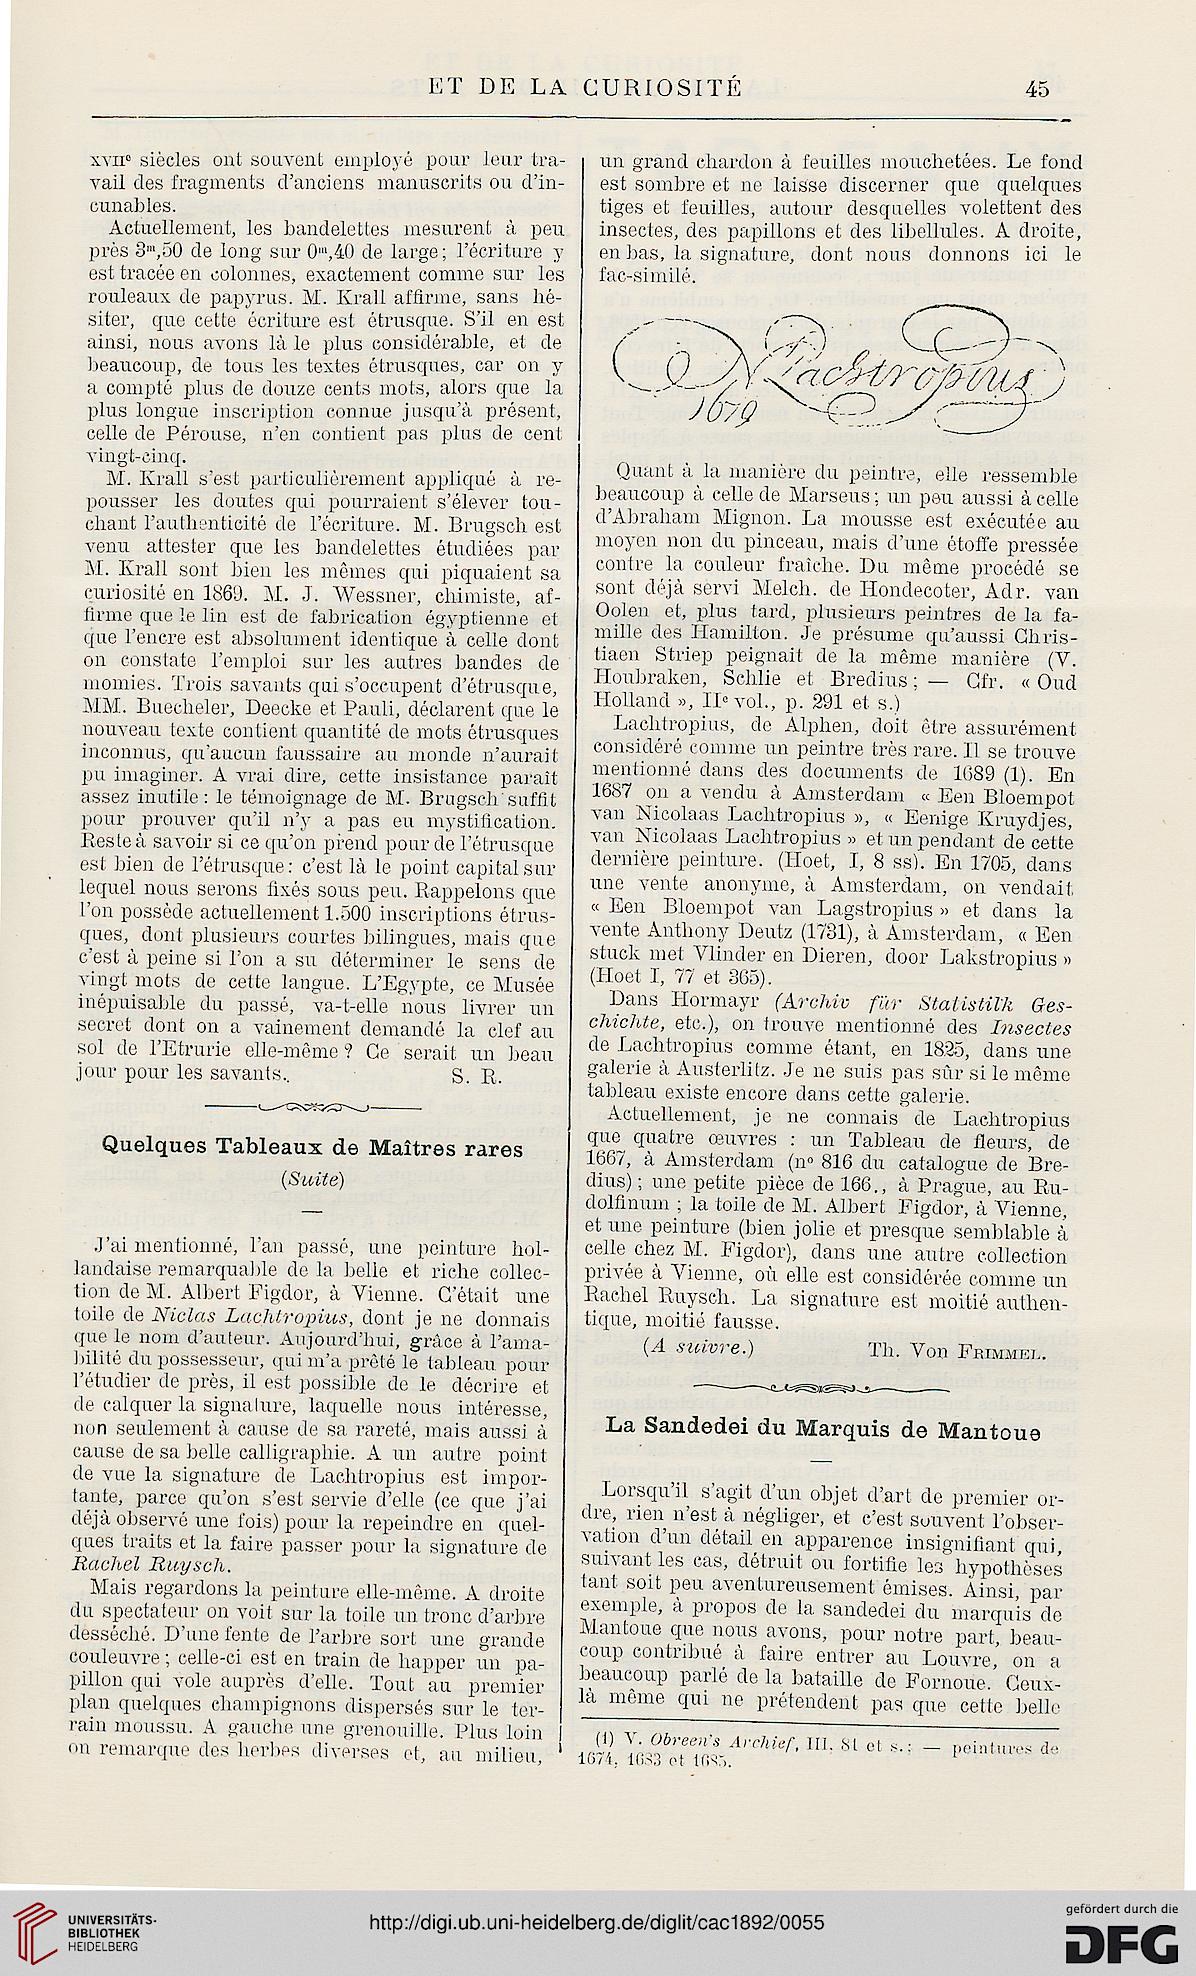 ET DE LA CURIOSITÉ 45
XVIIe siècles ont souvent employé pour leur tra-
vail des fragments d'anciens manuscrits ou d'in-
cunables.
Actuellement, les bandelettes mesurent à peu
près 3m,50 de long sur 0m,40 de large; l'écriture y
est tracée en colonnes, exactement comme sur les
rouleaux de papyrus. M. Krall affirme, sans hé-
siter, que cette écriture est étrusque. S'il en est
ainsi, nous avons là le plus considérable, et de
beaucoup, de tous les textes étrusques, car on y
a compté plus de douze cents mots, alors que la
plus longue inscription connue jusqu'à présent,
celle de Pérouse, n'en contient pas plus de cent
vingt-cinq.
M. Krall s'est particulièrement appliqué à re-
pousser les doutes qui pourraient s'élever tou-
chant l'authenticité de l'écriture. M. Brugsch est
venu attester que les bandelettes étudiées par
M. Krall sont bien les mêmes qui piquaient sa
curiosité en 1869. M. J. Wessner, chimiste, af-
firme que le lin est de fabrication égyptienne et
que l'encre est absolument identique à celle dont
on constate l'emploi sur les autres bandes de
momies. Trois savants qui s'occupent d'étrusque,
MM. Buecheler, Deecke et Pauli, déclarent que le
nouveau texte contient quantité de mots étrusques
inconnus, qu'aucun faussaire au monde n'aurait
pu imaginer. A vrai dire, cette insistance paraît
assez inutile : le témoignage de M. Brugsch suffit
pour prouver qu'il n'y a pas eu mystification.
Reste à savoir si ce qu'on prend pour de l'étrusque
est bien de l'étrusque: c'est là le point capital sur
lequel nous serons fixés sous peu. Rappelons que
l'on possède actuellement 1.500 inscriptions étrus-
ques, dont plusieurs courtes bilingues, mais que
c'est à peine si l'on a su déterminer le sens de
vingt mots de cette langue. L'Egypte, ce Musée
inépuisable du passé, va-t-elle nous livrer un
secret dont on a vainement demandé la clef au
sol de l'Etrurie elle-même ? Ce serait un beau
jour pour les savants. S. R.
Quelques Tableaux de Maîtres rares
(Suite)
J'ai mentionné, l'an passé, une peinture hol-
landaise remarquable de la belle et riche collec-
tion de M. Albert Figdor, à Vienne. C'était une
toile de Niclas Lachtropius, dont je ne donnais
que le nom d'auteur. Aujourd'hui, grâce à l'ama-
bilité du possesseur, qui m'a prêté le tableau pour
l'étudier de près, il est possible de le décrire et
de calquer la signature, laquelle nous intéresse,
non seulement à cause de sa rareté, mais aussi à
cause de sa belle calligraphie. A un autre point
de vue la signature de Lachtropius est impor-
tante, parce qu'on s'est servie d'elle (ce que j'ai
déjà observé une fois) pour la repeindre en quel-
ques traits et la faire passer pour la signature de
Rachel Ruysch.
Mais regardons la peinture elle-même. A droite
du spectateur on voit sur la toile un tronc d'arbre
desséché. D'une fente de l'arbre sort une grande
couleuvre ; celle-ci est en train de happer un pa-
pillon qui vole auprès d'elle. Tout au premier
plan quelques champignons dispersés sur le ter-
rain moussu. A gauche une grenouille. Plus loin
on remarque des herbes diverses et, au milieu,
un grand chardon à feuilles mouchetées. Le fond
est sombre et ne laisse discerner que quelques
tiges et feuilles, autour desquelles volettent des
insectes, des papillons et des libellules. A droite,
en bas, la signature, dont nous donnons ici le
fac-similé.
N Lachtropius
1679
Quant à la manière du peintre, elle ressemble
beaucoup à celle de Marseus ; un peu aussi à celle
d'Abraham Mignon. La mousse est exécutée au
moyen non du pinceau, mais d'une étoffe pressée
contre la couleur fraîche. Du même procédé se
sont déjà servi Melch. de Hondecoter, Adr. van
Oolen et, plus tard, plusieurs peintres de la fa-
mille des Hamilton. Je présume qu'aussi Chris-
tiaen Striep peignait de la même manière (V.
Houbraken, Schlie et Bredius ; — Cfr. « Oud
Holland », IIe vol., p. 291 et s.)
Lachtropius, de Alphen, doit être assurément
considéré comme un peintre très rare. Il se trouve
mentionné dans des documents de 1689 (1). En
1687 on a vendu à Amsterdam « Een Bloempot
van Nicolaas Lachtropius », « Eenige Kruydjes,
van Nicolaas Lachtropius » et un pendant de cette
dernière peinture. (Hoet, I, 8 ss). En 1705, dans
une vente anonyme, à Amsterdam, on vendait
« Een Bloempot van Lagstropius » et dans la
vente Anthony Deutz (1731), à Amsterdam, « Een
stuck met Vlinder en Dieren, door Lakstropius »
(Hoet I, 77 et 365).
Dans Hormayr (Archiv für Statistilk Ges-
chichte, etc.), on trouve mentionné des Insectes
de Lachtropius comme étant, en 1825, dans une
galerie à Austerlitz. Je ne suis pas sûr si le même
tableau existe encore dans cette galerie.
Actuellement, je ne connais de Lachtropius
que quatre œuvres : un Tableau de fleurs, de
1667, à Amsterdam (no 816 du catalogue de Bre-
dius) ; une petite pièce de 166., à Prague, au Ru-
dolfinum ; la toile de M. Albert Figdor, à Vienne,
et une peinture (bien jolie et presque semblable à
celle chez M. Figdor), dans une autre collection
privée à Vienne, où elle est considérée comme un
Rachel Ruysch. La signature est moitié authen-
tique, moitié fausse.
(A suivre.) Th. Von FRIMMEL.
La Sandedei du Marquis de Mantoue
Lorsqu'il s'agit d'un objet d'art de premier or-
dre, rien n'est à négliger, et c'est souvent l'obser-
vation d'un détail en apparence insignifiant qui,
suivant les cas, détruit ou fortifie les hypothèses
tant soit peu aventureusement émises. Ainsi, par
exemple, à propos de la sandedei du marquis de
Mantoue que nous avons, pour notre part, beau-
coup contribué à faire entrer au Louvre, on a
beaucoup parlé de la bataille de Fornoue. Ceux-
là même qui ne prétendent pas que cette belle
(1) V. Obreen's Archief, III, 81 et s. ; — peintures de
1674, 1683 et 1685.
UNIVERSITÄTS-
BIBLIOTHEK
HEIDELBERG
http://digi.ub.uni-heidelberg.de/diglit/cac1892/0055
gefördert durch die
DFG